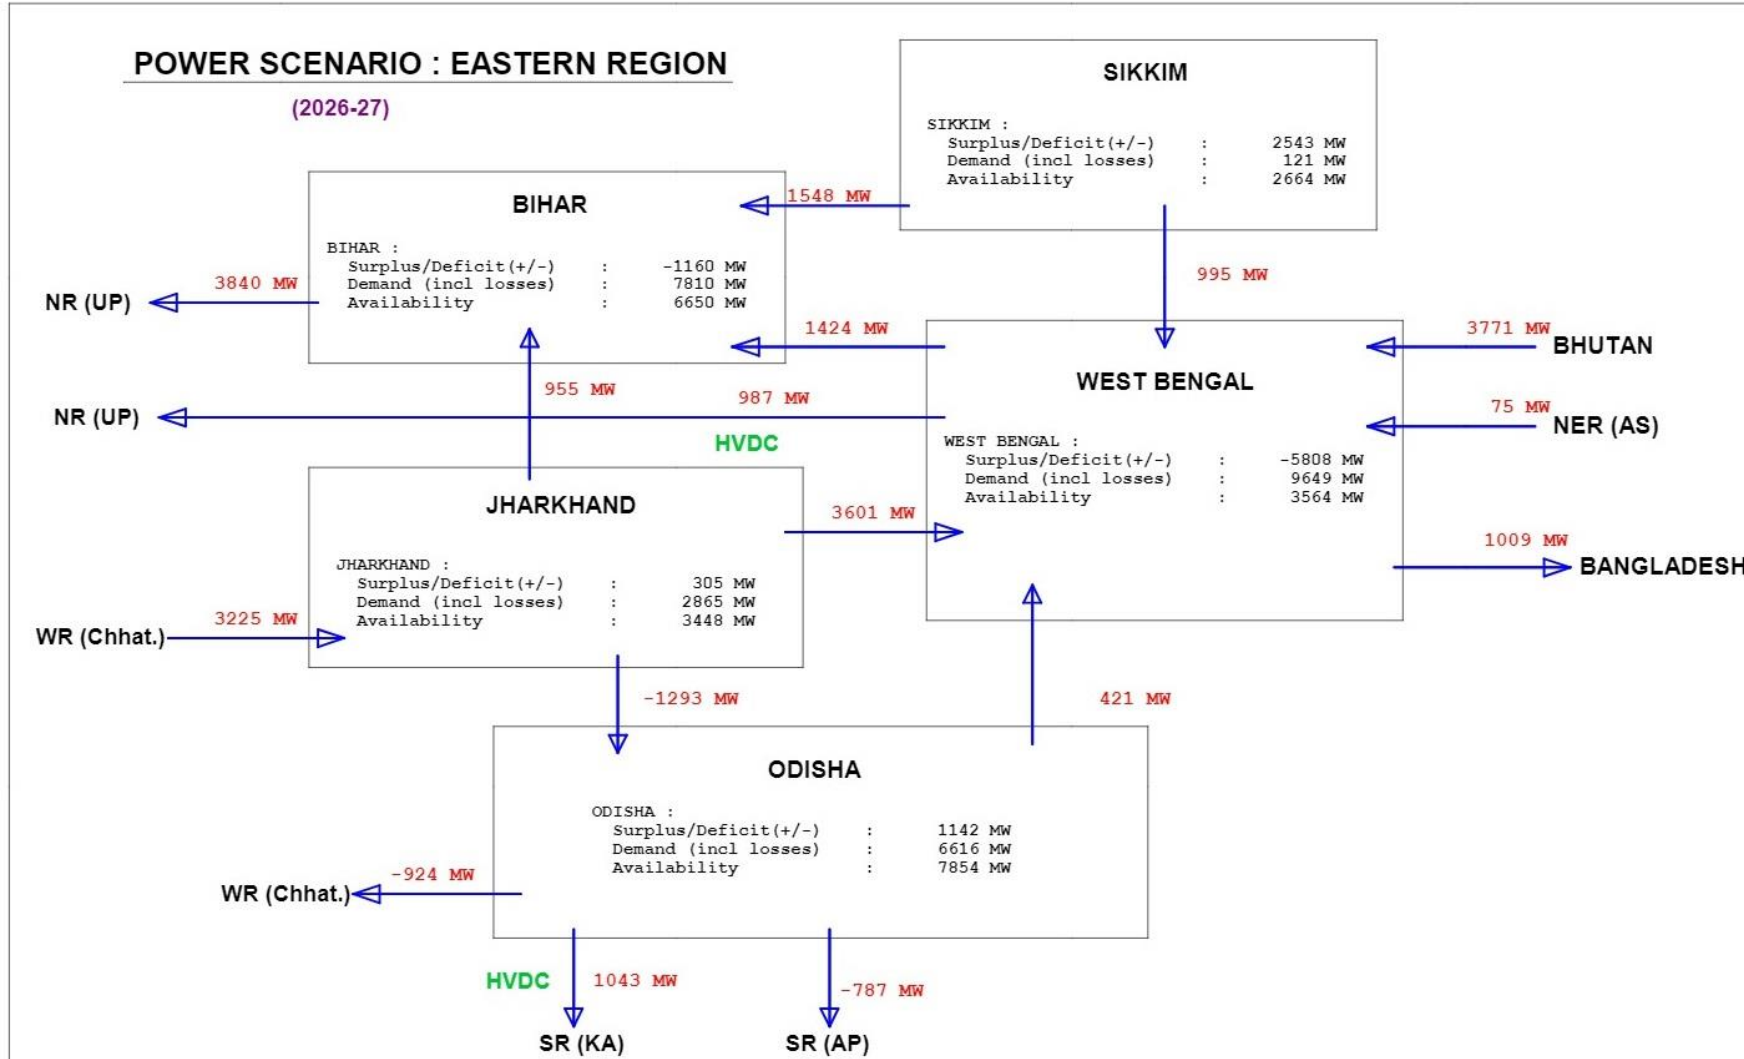 POWER SCENARIO : EASTERN REGION
(2026-27)
SIKKIM
SIKKIM :
Surplus/Deficit(+/-) : 2543 MW
Demand (incl losses) : 121 MW
Availability : 2664 MW
1548 MW
995 MW
BIHAR
BIHAR :
Surplus/Deficit(+/-) : -1160 MW
Demand (incl losses) : 7810 MW
Availability : 6650 MW
3840 MW
NR (UP)
1424 MW
955 MW
987 MW
NR (UP)
HVDC
3771 MW
BHUTAN
WEST BENGAL
75 MW
NER (AS)
WEST BENGAL :
Surplus/Deficit(+/-) : -5808 MW
Demand (incl losses) : 9649 MW
Availability : 3564 MW
1009 MW
BANGLADESH
JHARKHAND
3601 MW
JHARKHAND :
Surplus/Deficit(+/-) : 305 MW
Demand (incl losses) : 2865 MW
Availability : 3448 MW
3225 MW
WR (Chhat.)
-1293 MW
421 MW
ODISHA
ODISHA :
Surplus/Deficit(+/-) : 1142 MW
Demand (incl losses) : 6616 MW
Availability : 7854 MW
-924 MW
WR (Chhat.)
HVDC
1043 MW
-787 MW
SR (KA)
SR (AP)